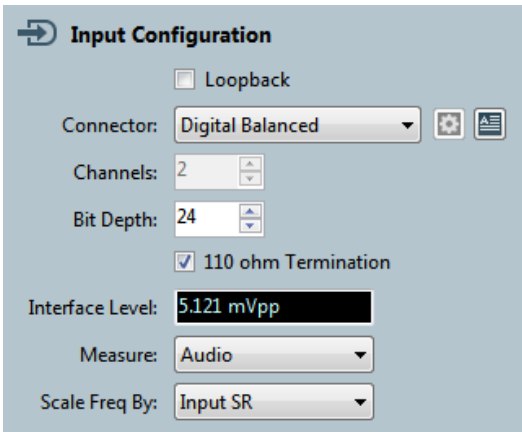 Input Configuration
Loopback
Connector: Digital Balanced
Channels: 2
Bit Depth: 24
110 ohm Termination
Interface Level: 5.121 mVpp
Measure: Audio
Scale Freq By: Input SR